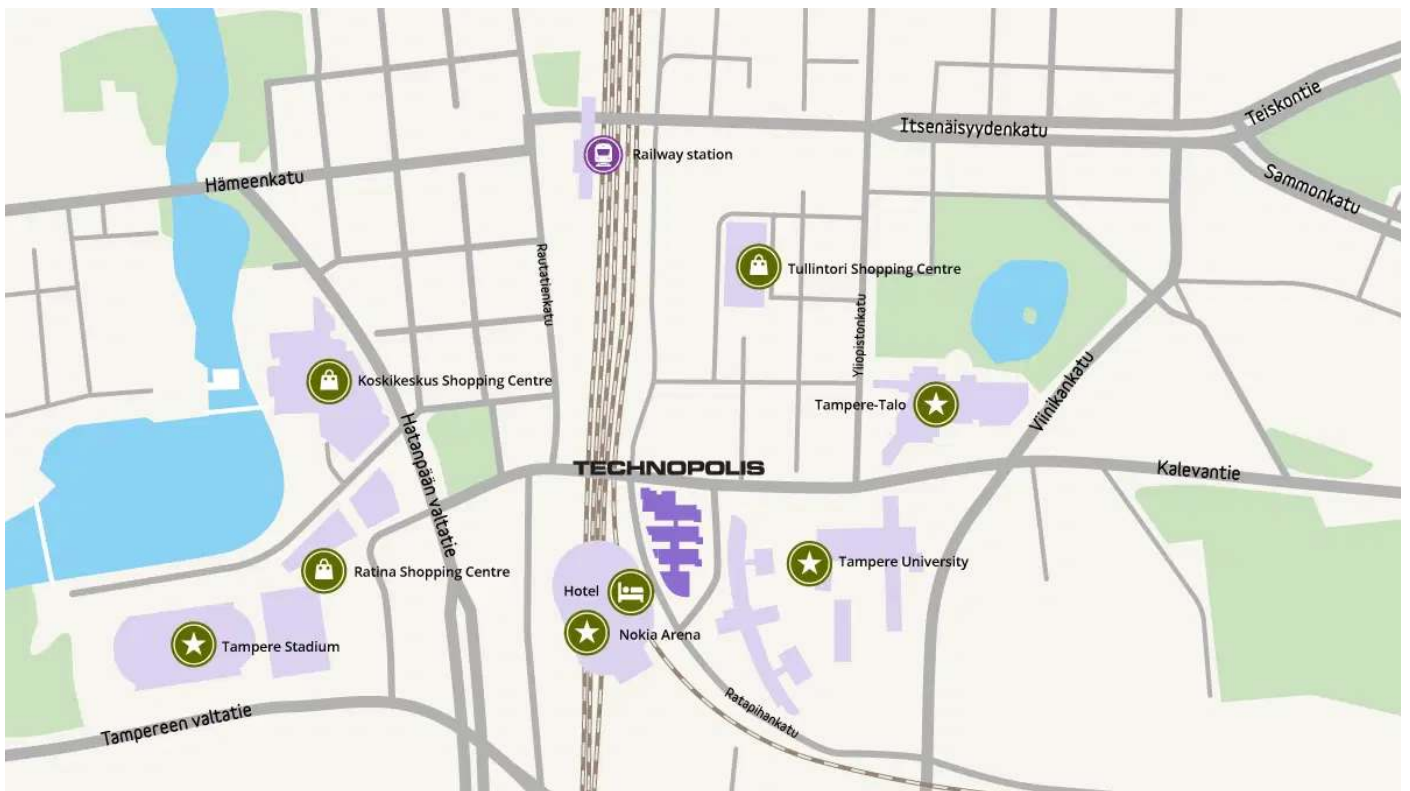 Teiskontie
Itsenäisyydenkatu
Railway station
Hämeenkatu
Sammonkatu
Rautatienkatu
Tullintori Shopping Centre
Yliopistonkatu
Koskikeskus Shopping Centre
Viinikankatu
Tampere-Talo
Hatanpään valtatie
TECHNOPOLIS
Kalevantie
Ratina Shopping Centre
Tampere University
Hotel
Nokia Arena
Tampere Stadium
Ratapihankatu
Tampereen valtatie